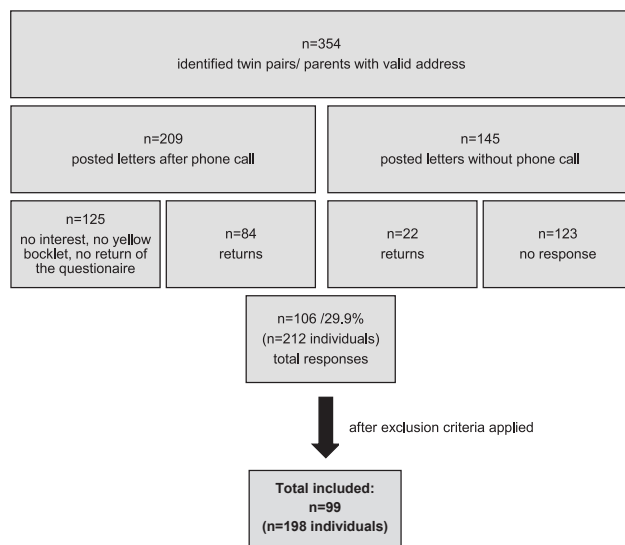 n=354
identified twin pairs/ parents with valid address
n=209
posted letters after phone call
n=145
posted letters without phone call
n=125
no interest, no yellow
bocklet, no return of
the questionaire
n=84
returns
n=22
returns
n=123
no response
n=106 /29.9%
(n=212 individuals)
total responses
after exclusion criteria applied
Total included:
n=99
(n=198 individuals)